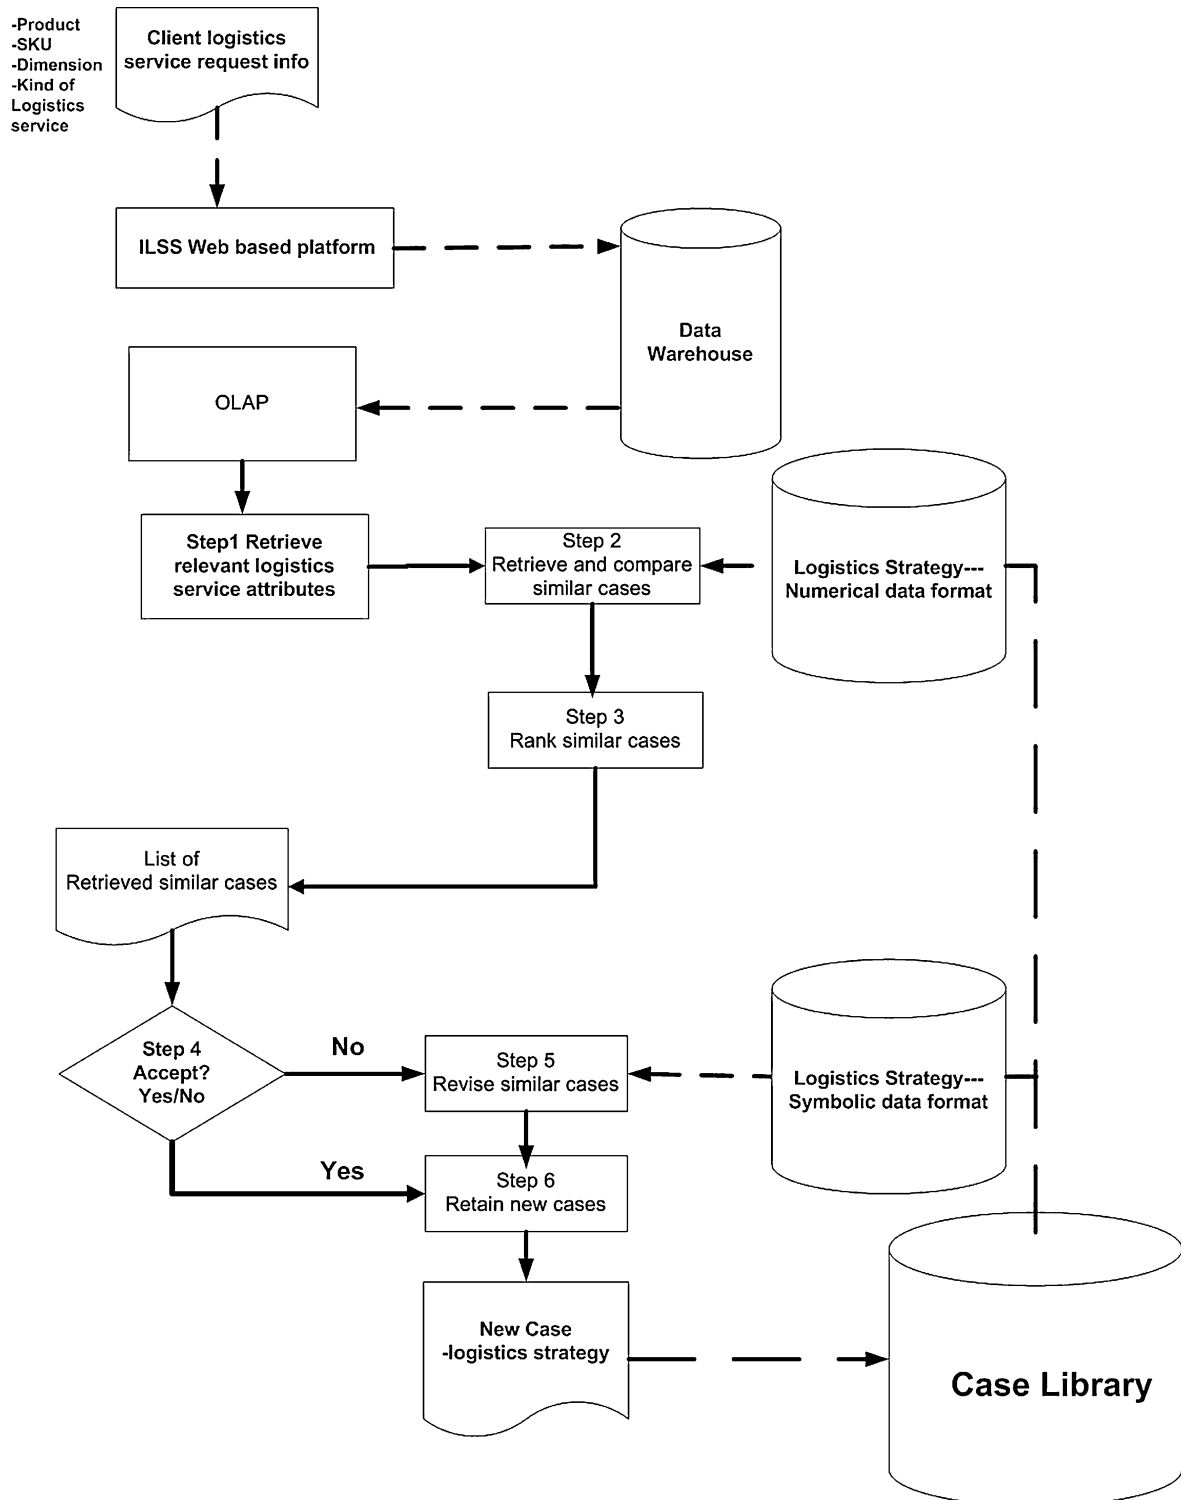 -Product
-SKU
-Dimension
-Kind of
Logistics
service
Client logistics
service request info
ILSS Web based platform
Data
Warehouse
OLAP
Step1 Retrieve
relevant logistics
service attributes
Step 2
Retrieve and compare
similar cases
Logistics Strategy---
Numerical data format
Step 3
Rank similar cases
List of
Retrieved similar cases
Step 4
Accept?
Yes/No
No
Step 5
Revise similar cases
Logistics Strategy---
Symbolic data format
Yes
Step 6
Retain new cases
New Case
-logistics strategy
Case Library